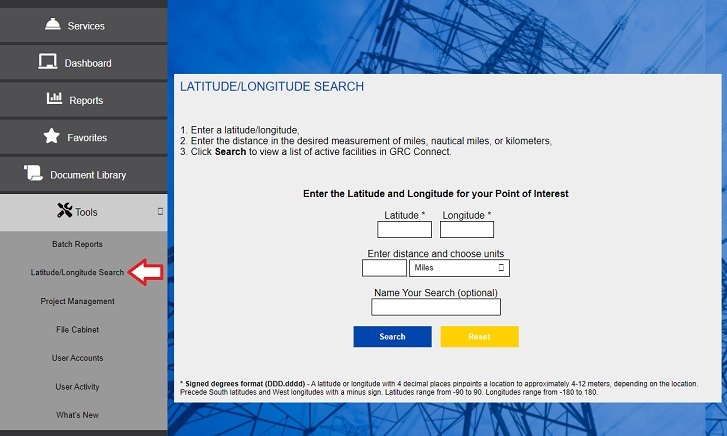 Services
Dashboard
Reports
Favorites
Document Library
Tools
Batch Reports
Latitude/Longitude Search
Project Management
File Cabinet
User Accounts
User Activity
What's New
LATITUDE/LONGITUDE SEARCH
1. Enter a latitude/longitude,
2. Enter the distance in the desired measurement of miles, nautical miles, or kilometers,
3. Click Search to view a list of active facilities in GRC Connect.
Enter the Latitude and Longitude for your Point of Interest
Latitude * Longitude *
Enter distance and choose units
Miles
Name Your Search (optional)
Search Reset
* Signed degrees format (DDD.dddd) - A latitude or longitude with 4 decimal places pinpoints a location to approximately 4-12 meters, depending on the location.
Precede South latitudes and West longitudes with a minus sign. Latitudes range from -90 to 90. Longitudes range from -180 to 180.